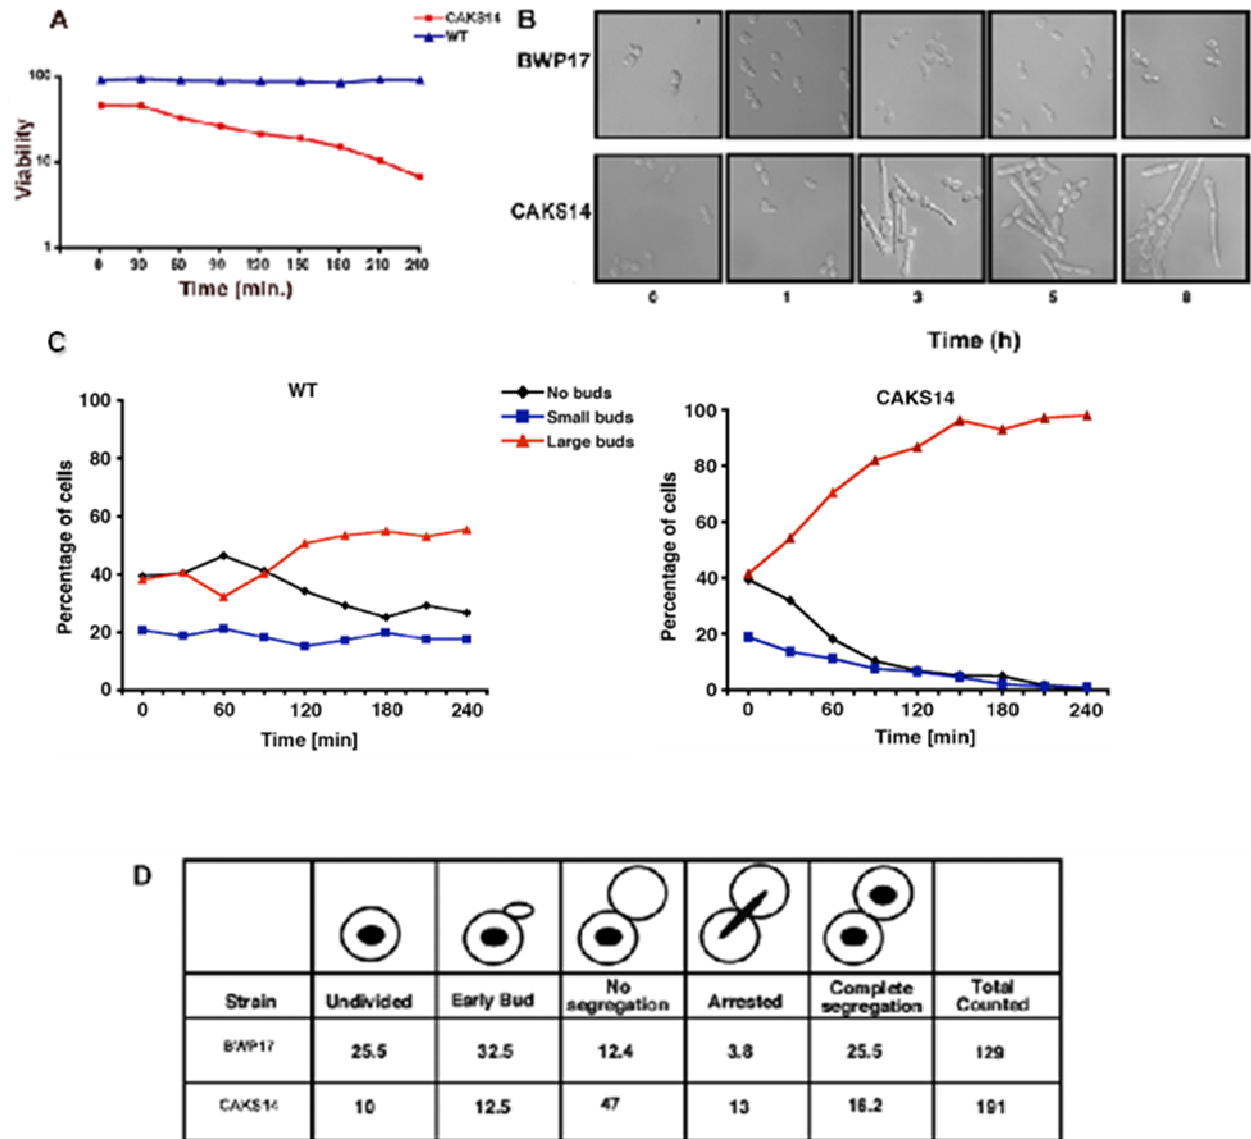 A
CAKS14
WT
100
10
1
Viability
0 30 60 90 120 150 180 210 240
Time (min.)
B
BWP17
CAKS14
0 1 3 5 8
Time (h)
C
WT
No buds
Small buds
Large buds
100
80
60
40
20
0
Percentage of cells
0 60 120 180 240
Time [min]
CAKS14
100
80
60
40
20
0
Percentage of cells
0 60 120 180 240
Time [min]
D
Strain Undivided Early Bud No segregation Arrested Complete segregation Total Counted
BWP17 25.5 32.5 12.4 3.8 25.5 129
CAKS14 10 12.5 47 13 16.2 191